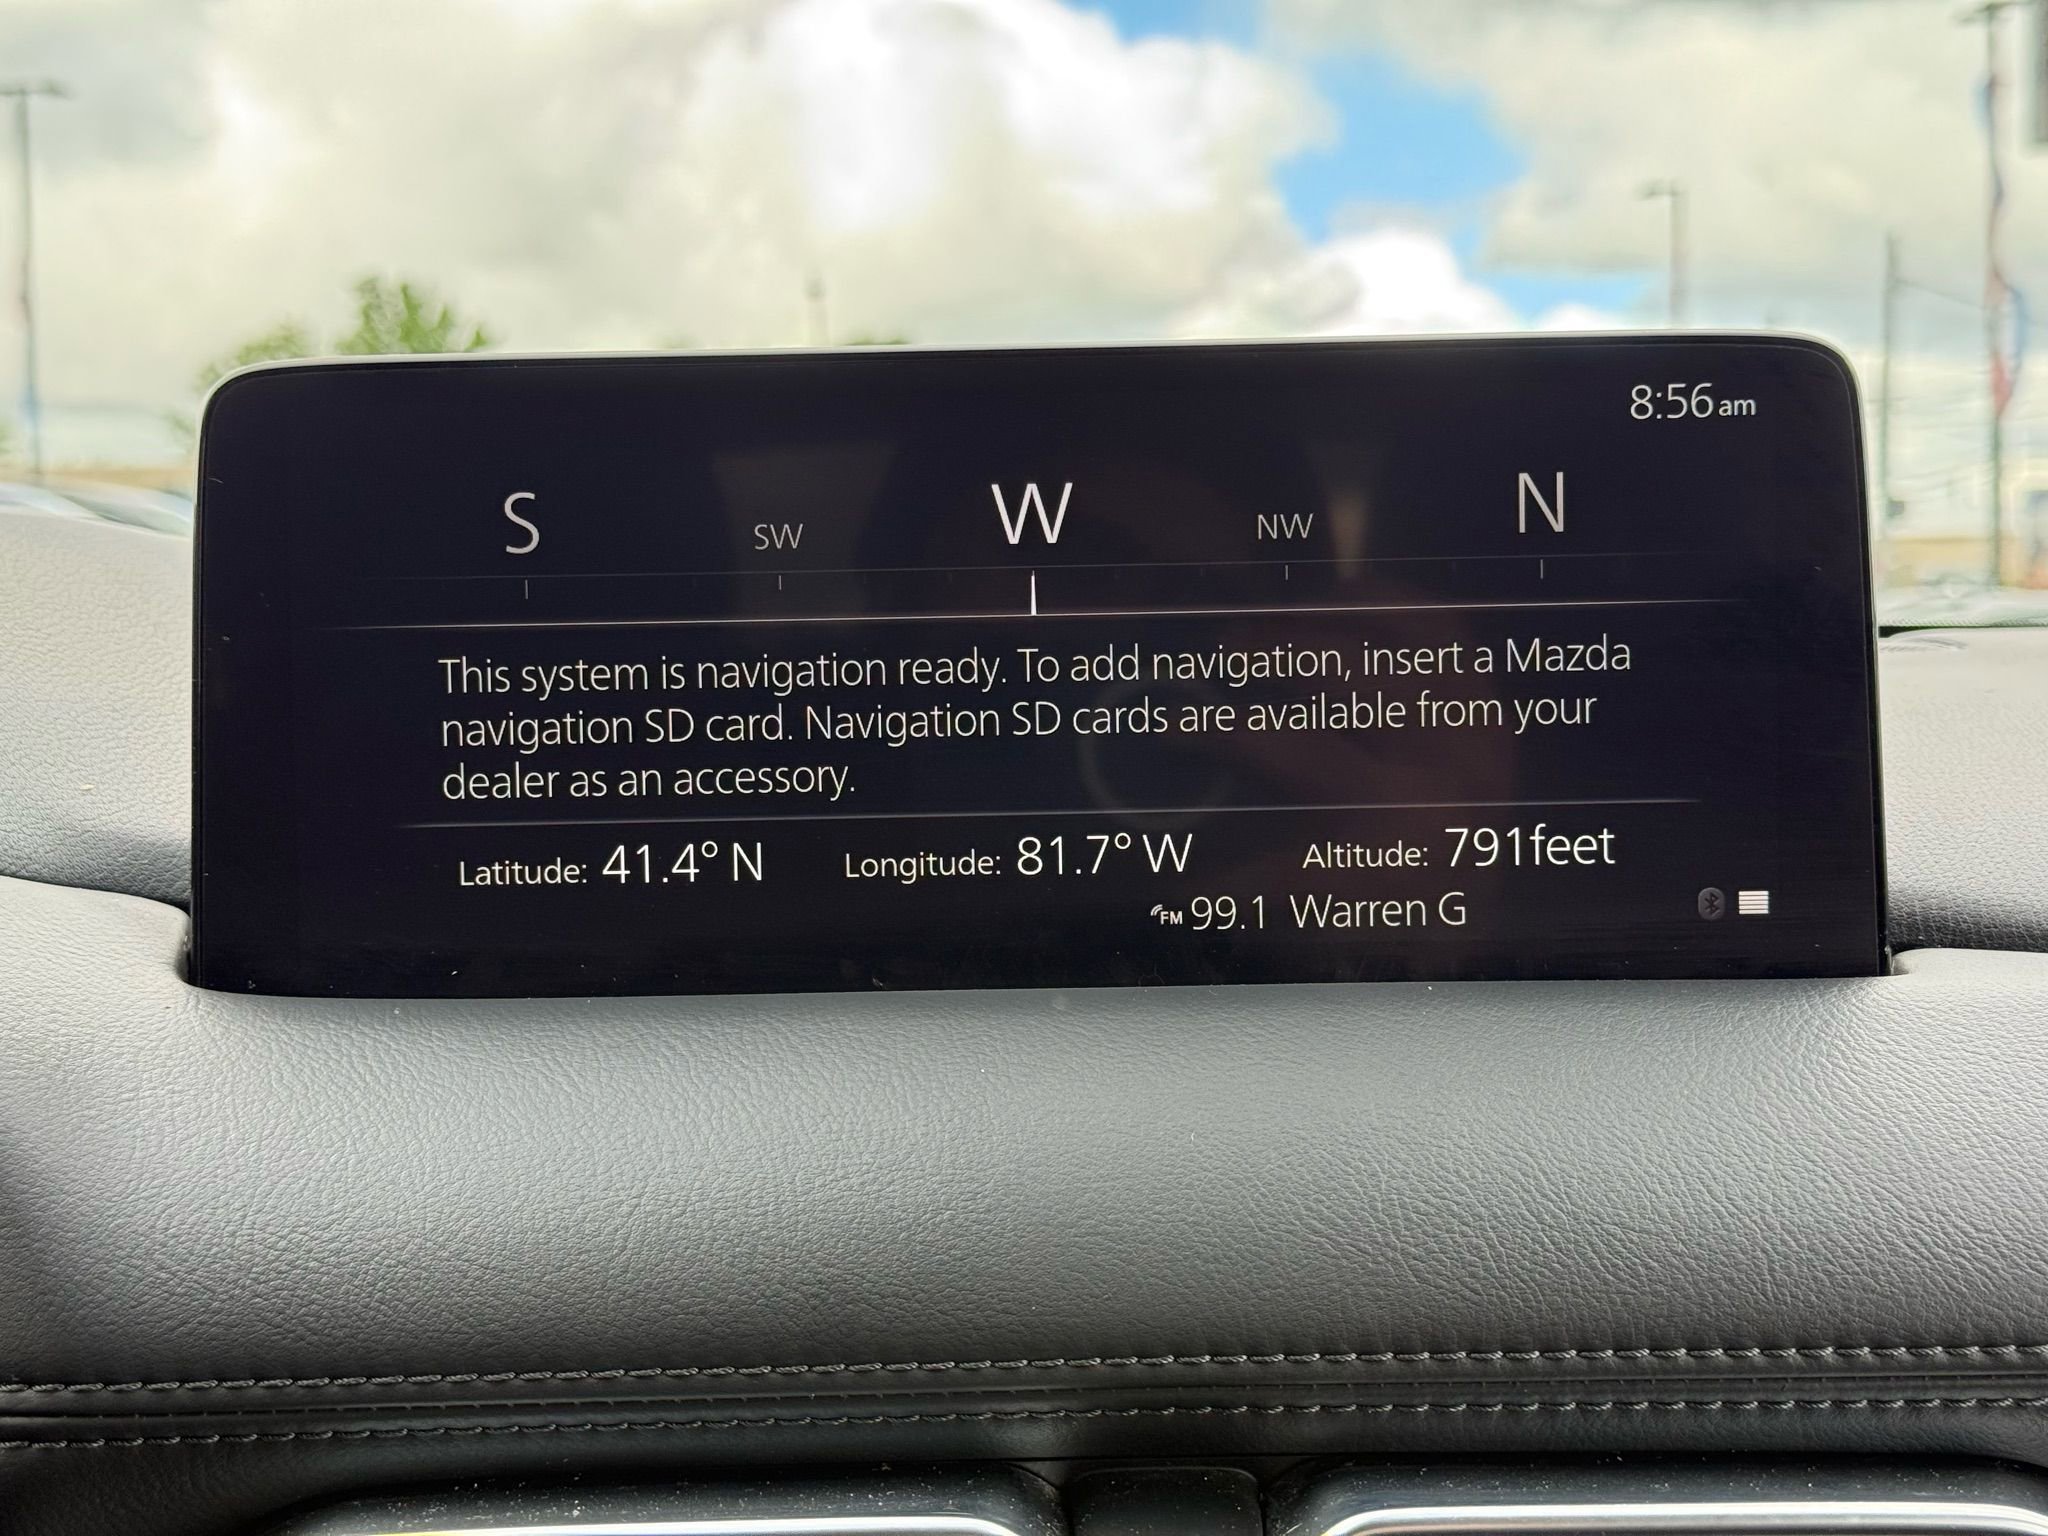 8:56am
S SW W NW N
This system is navigation ready. To add navigation, insert a Mazda
navigation SD card. Navigation SD cards are available from your
dealer as an accessory.
Latitude: 41.4° N Longitude: 81.7° W Altitude: 791feet
FM 99.1 Warren G